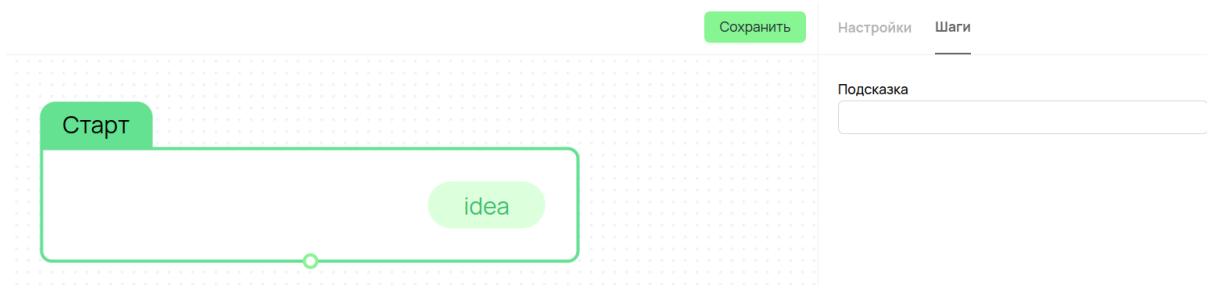 Сохранить
Настройки Шаги
Подсказка
Старт
idea